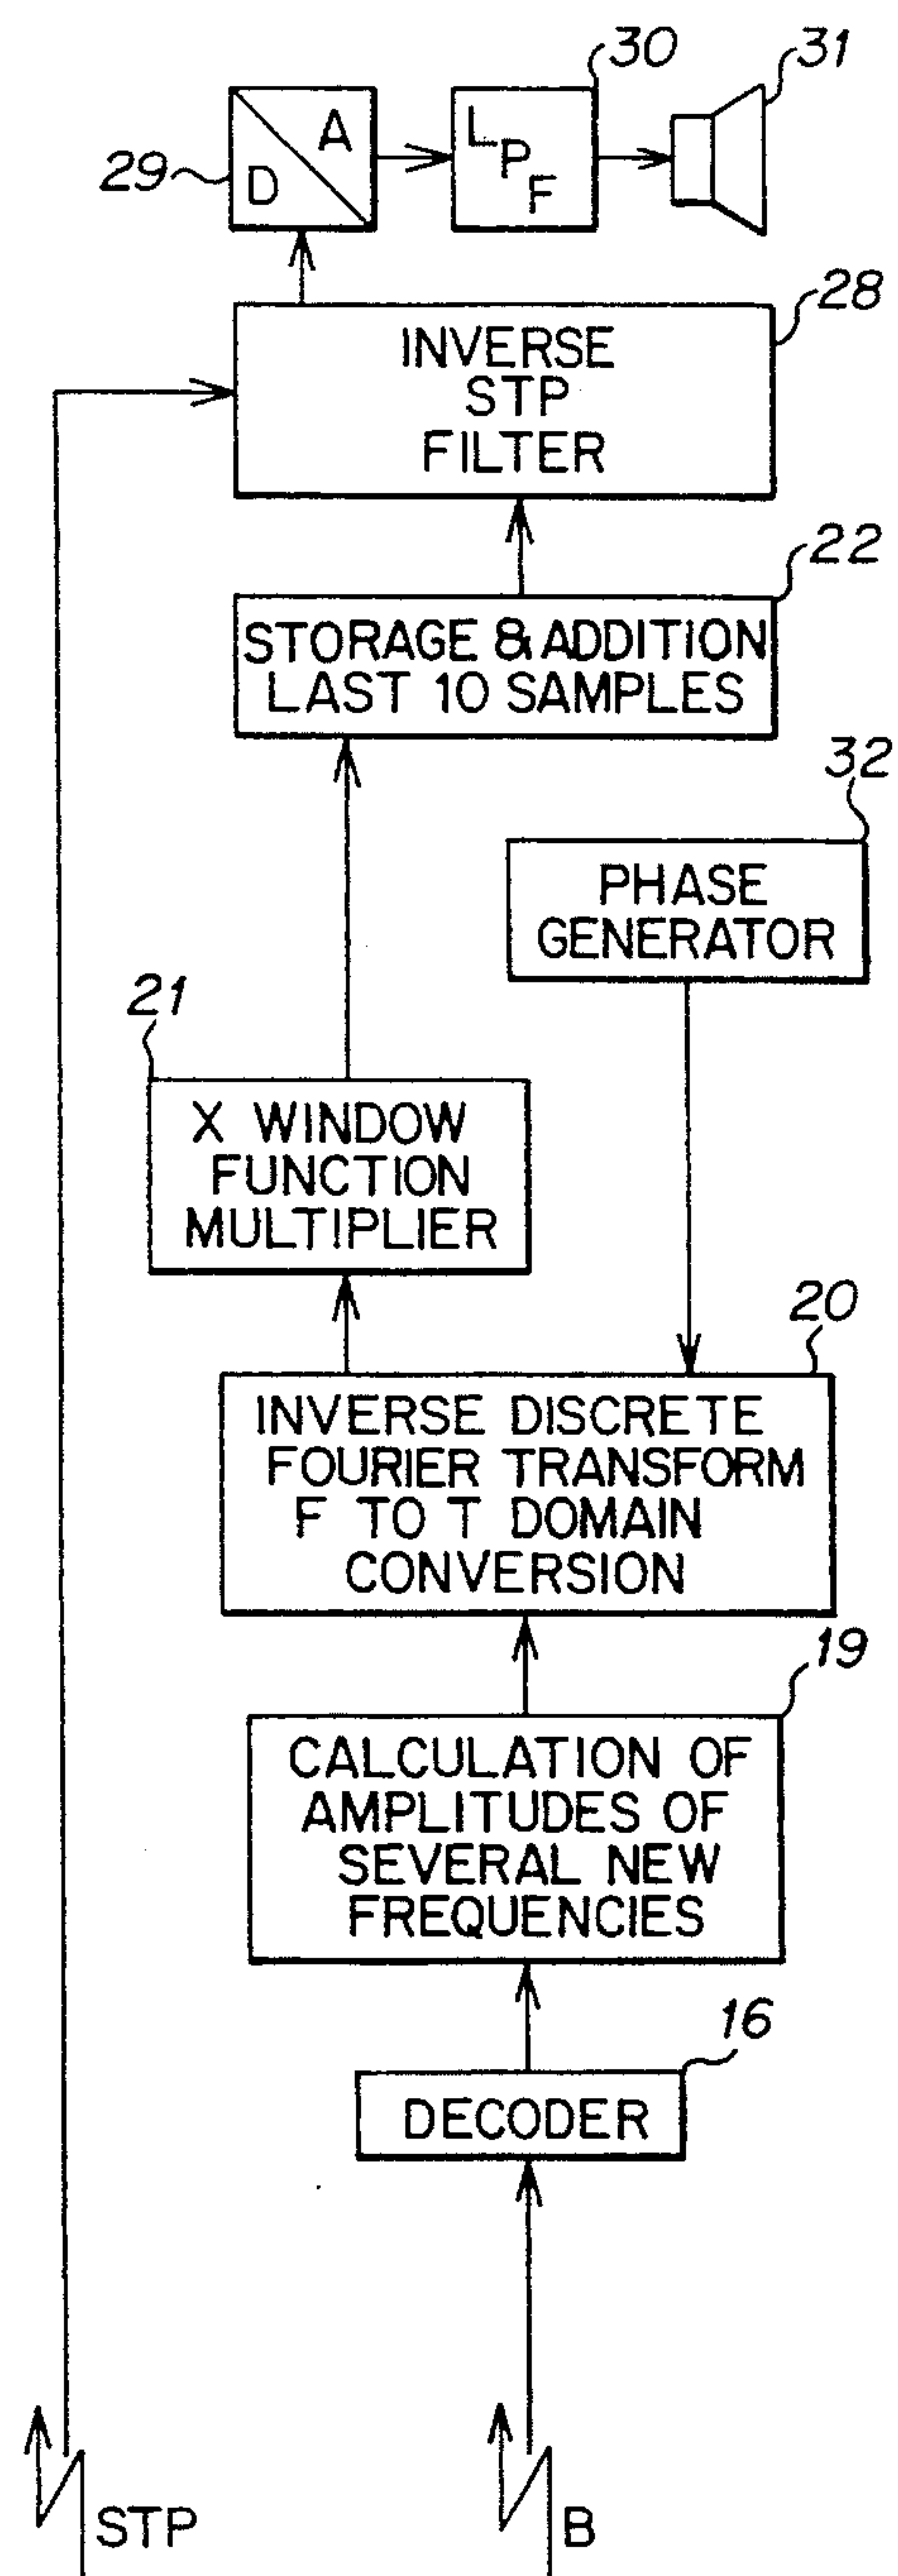 30
31
29
D A
L P F
28
INVERSE
STP
FILTER
22
STORAGE & ADDITION
LAST 10 SAMPLES
32
PHASE
GENERATOR
21
X WINDOW
FUNCTION
MULTIPLIER
20
INVERSE DISCRETE
FOURIER TRANSFORM
F TO T DOMAIN
CONVERSION
19
CALCULATION OF
AMPLITUDES OF
SEVERAL NEW
FREQUENCIES
16
DECODER
STP
B